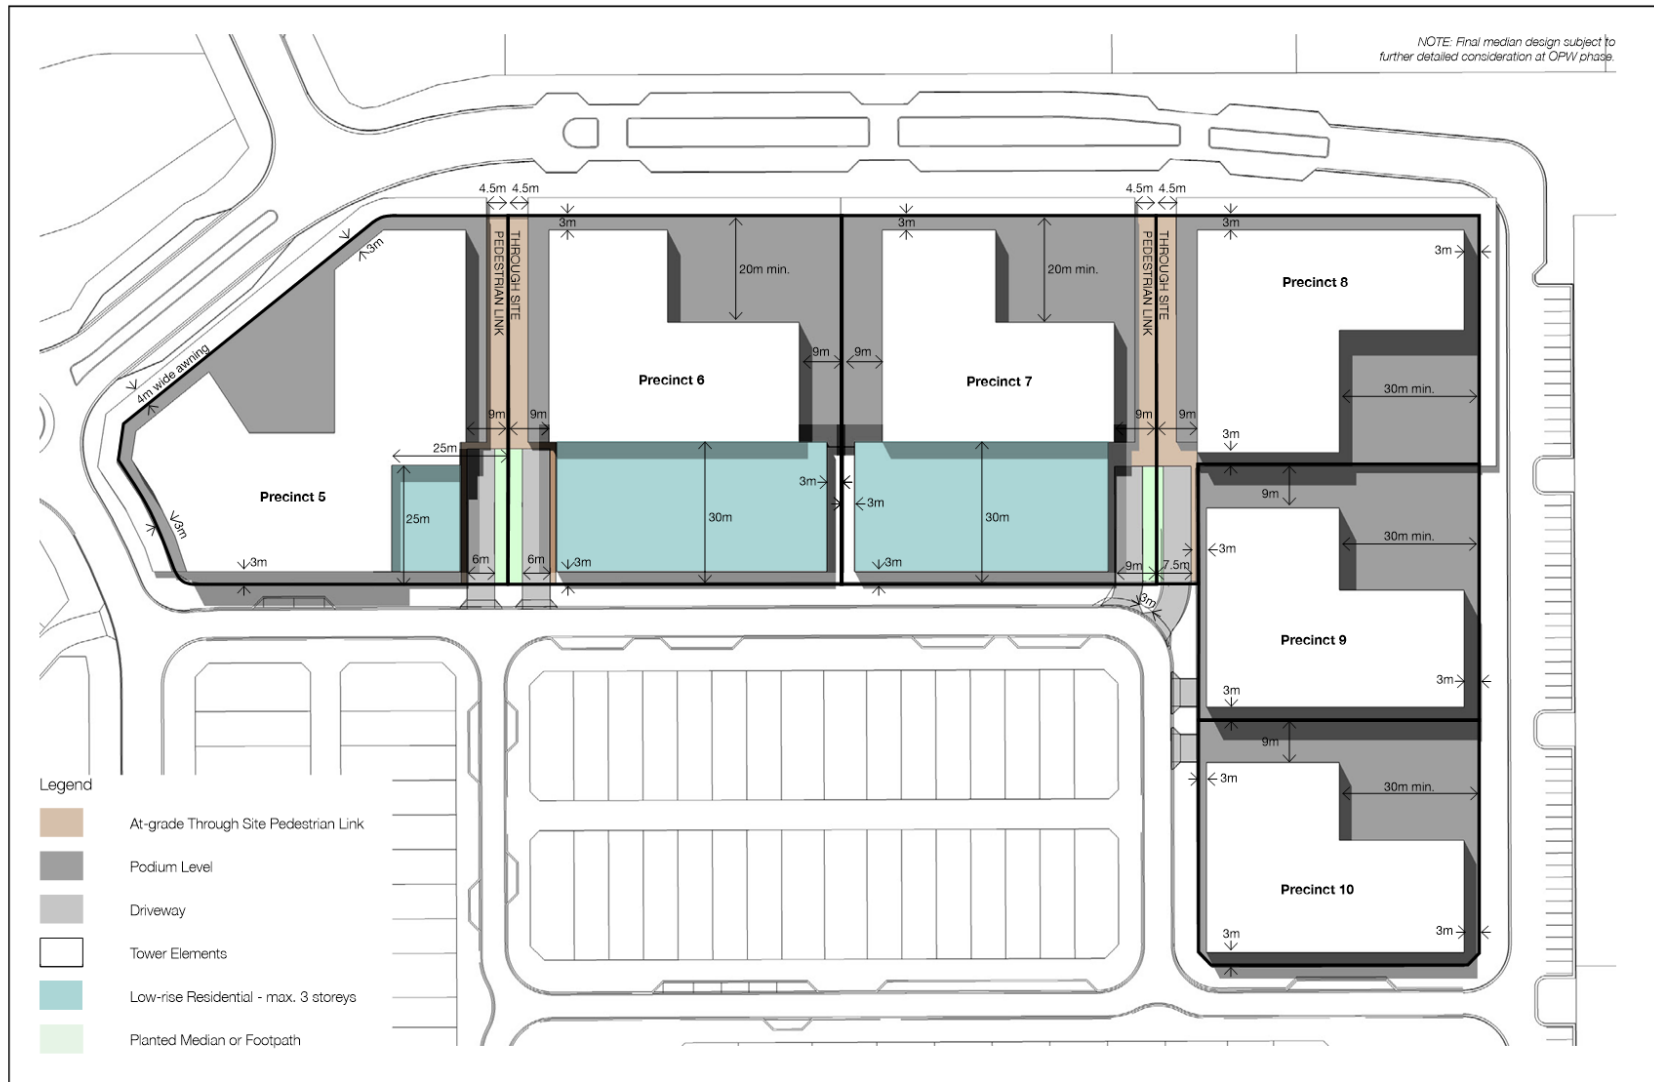 NOTE: Final median design subject to
further detailed consideration at OPW phase.
4.5m 4.5m
4.5m 4.5m
3m
3m
3m
3m
3m
THROUGH SITE
PEDESTRIAN LINK
THROUGH SITE
PEDESTRIAN LINK
20m min.
20m min.
Precinct 8
4m wide awning
9m
9m
Precinct 6
Precinct 7
30m min.
9m
9m
9m
9m
25m
3m
3m
3m
9m
Precinct 5
25m
30m
30m
30m min.
3m
3m
6m
6m
3m
3m
9m
7.5m
3m
3m
Precinct 9
3m
3m
9m
3m
30m min.
Precinct 10
3m
3m
Legend
At-grade Through Site Pedestrian Link
Podium Level
Driveway
Tower Elements
Low-rise Residential - max. 3 storeys
Planted Median or Footpath